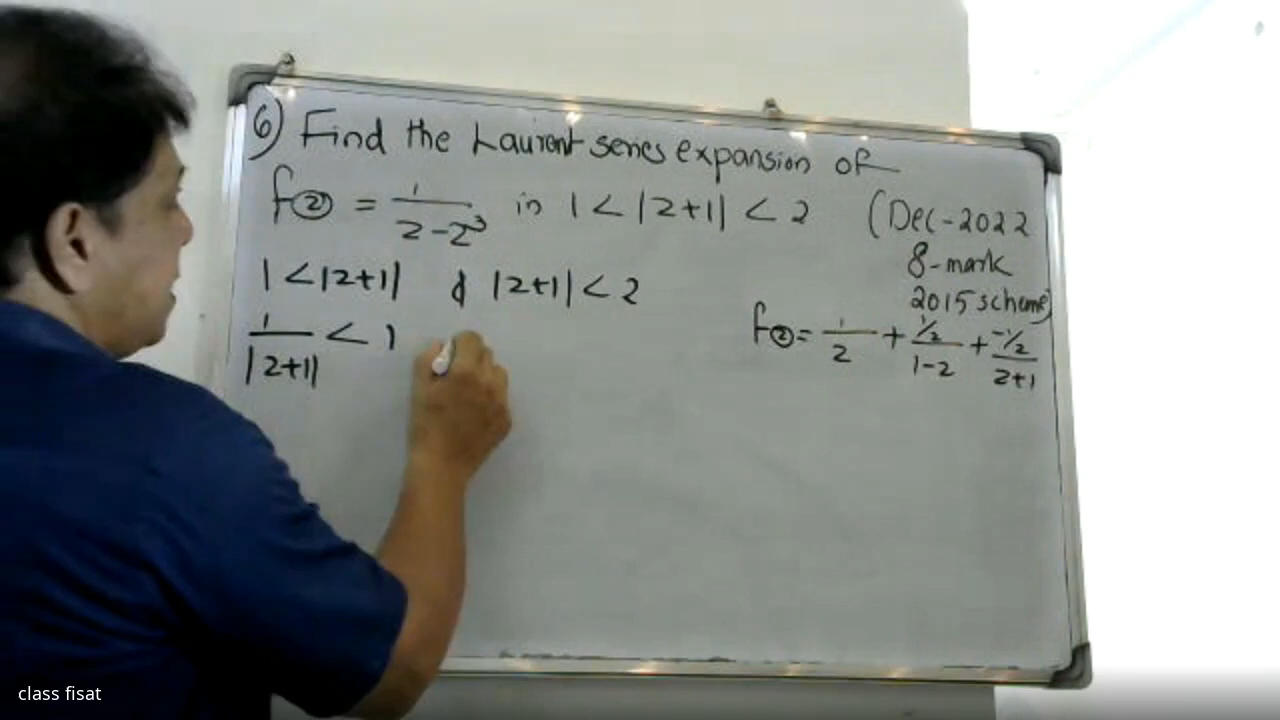 6) Find the Laurent series expansion of
f(z) = 1/(z-z³) in 1 < |z+1| < 2 (Dec-2022
8-mark
2015 scheme)
1 < |z+1| & |z+1| < 2
1/|z+1| < 1
f(z) = 1/z + (1/2)/(1-z) + (-1/2)/(z+1)
class fisat